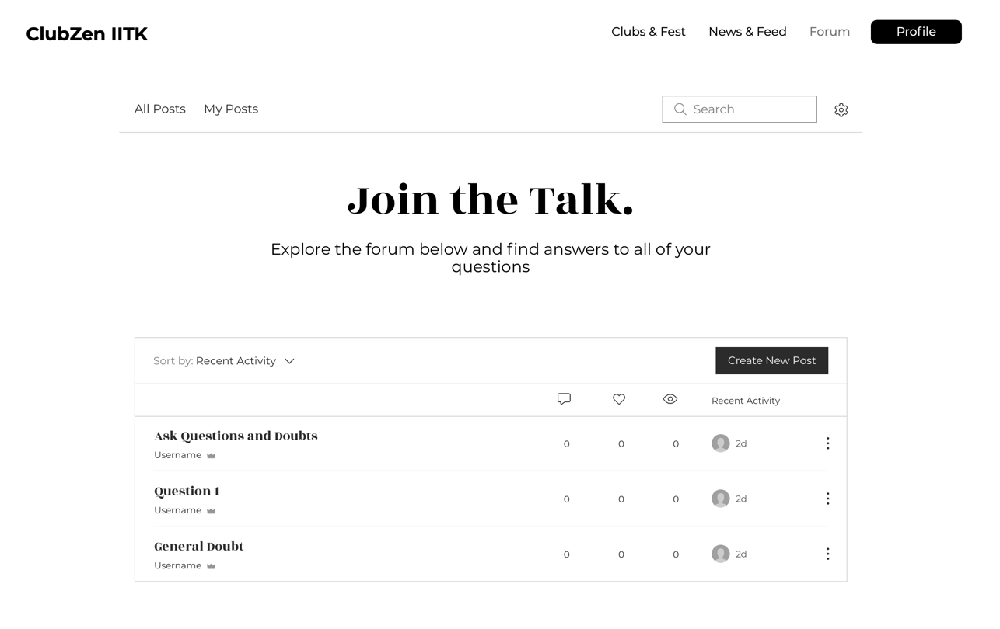 ClubZen IITK
Clubs & Fest News & Feed Forum Profile
All Posts My Posts Search
Join the Talk.
Explore the forum below and find answers to all of your
questions
Sort by: Recent Activity Create New Post
Recent Activity
Ask Questions and Doubts
Username
0 0 0 2d
Question 1
Username
0 0 0 2d
General Doubt
Username
0 0 0 2d